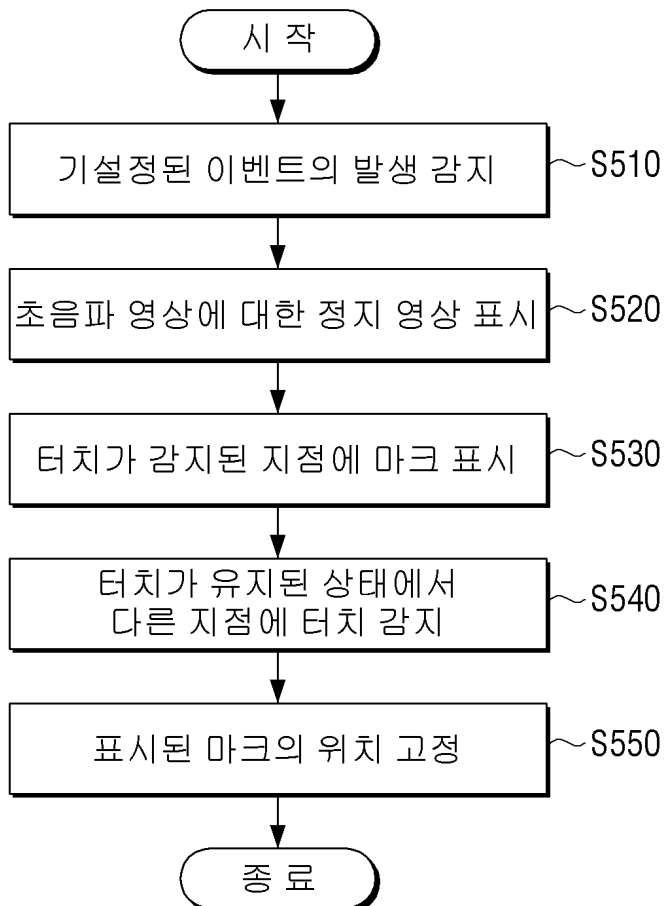 시 작
기설정된 이벤트의 발생 감지
S510
초음파 영상에 대한 정지 영상 표시
S520
터치가 감지된 지점에 마크 표시
S530
터치가 유지된 상태에서
다른 지점에 터치 감지
S540
표시된 마크의 위치 고정
S550
종 료